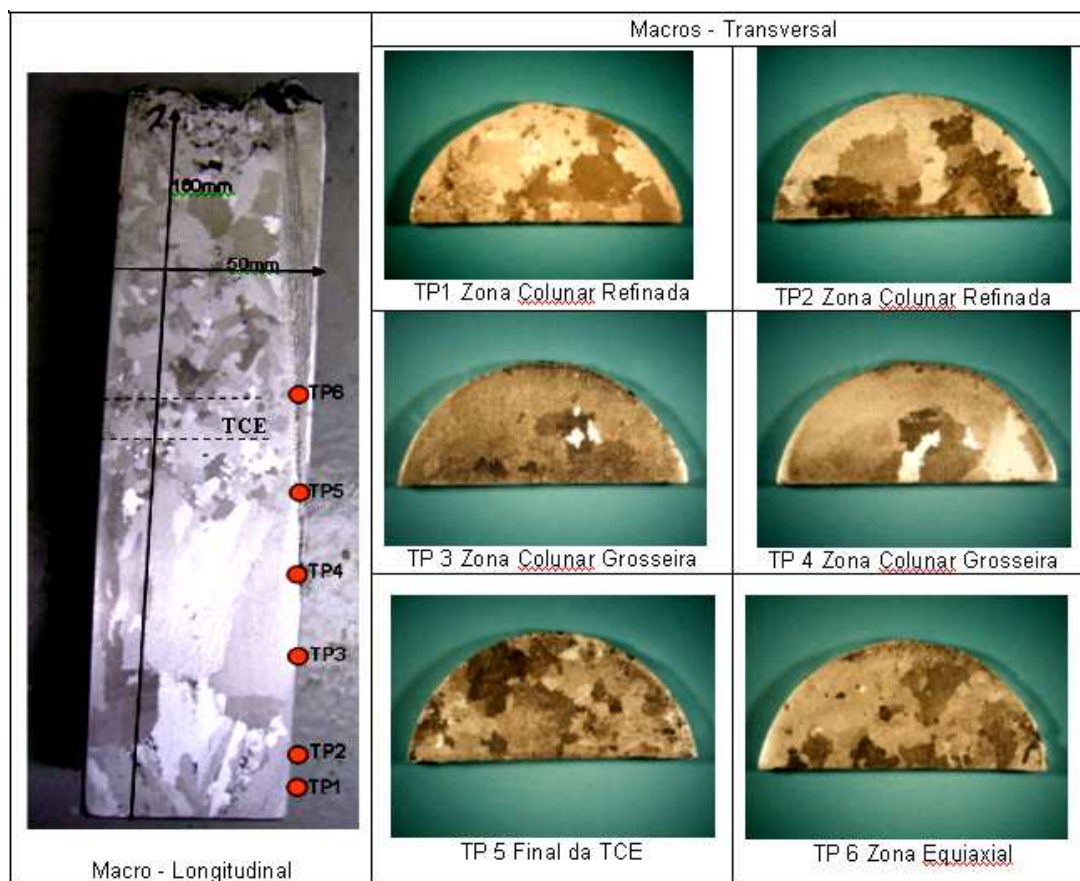 Macros - Transversal
160mm
50mm
TP6
TCE
TP5
TP4
TP3
TP2
TP1
Macro - Longitudinal
TP1 Zona Colunar Refinada
TP2 Zona Colunar Refinada
TP 3 Zona Colunar Grosseira
TP 4 Zona Colunar Grosseira
TP 5 Final da TCE
TP 6 Zona Equiaxial